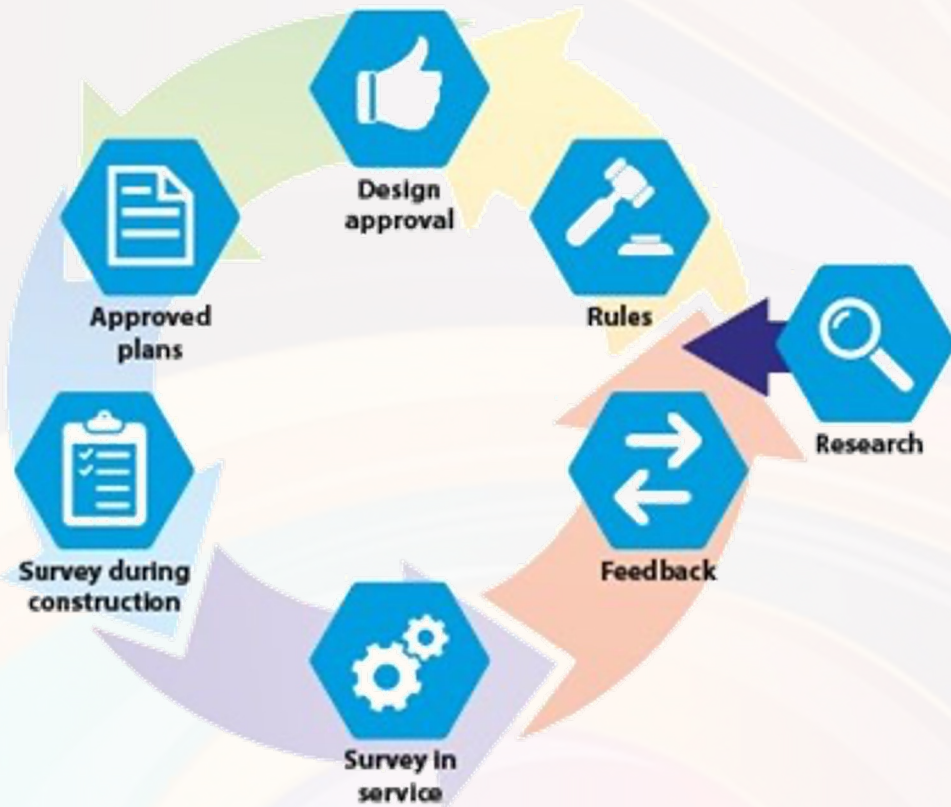 Design
approval
Approved
plans
Rules
Research
Survey during
construction
Feedback
Survey in
service